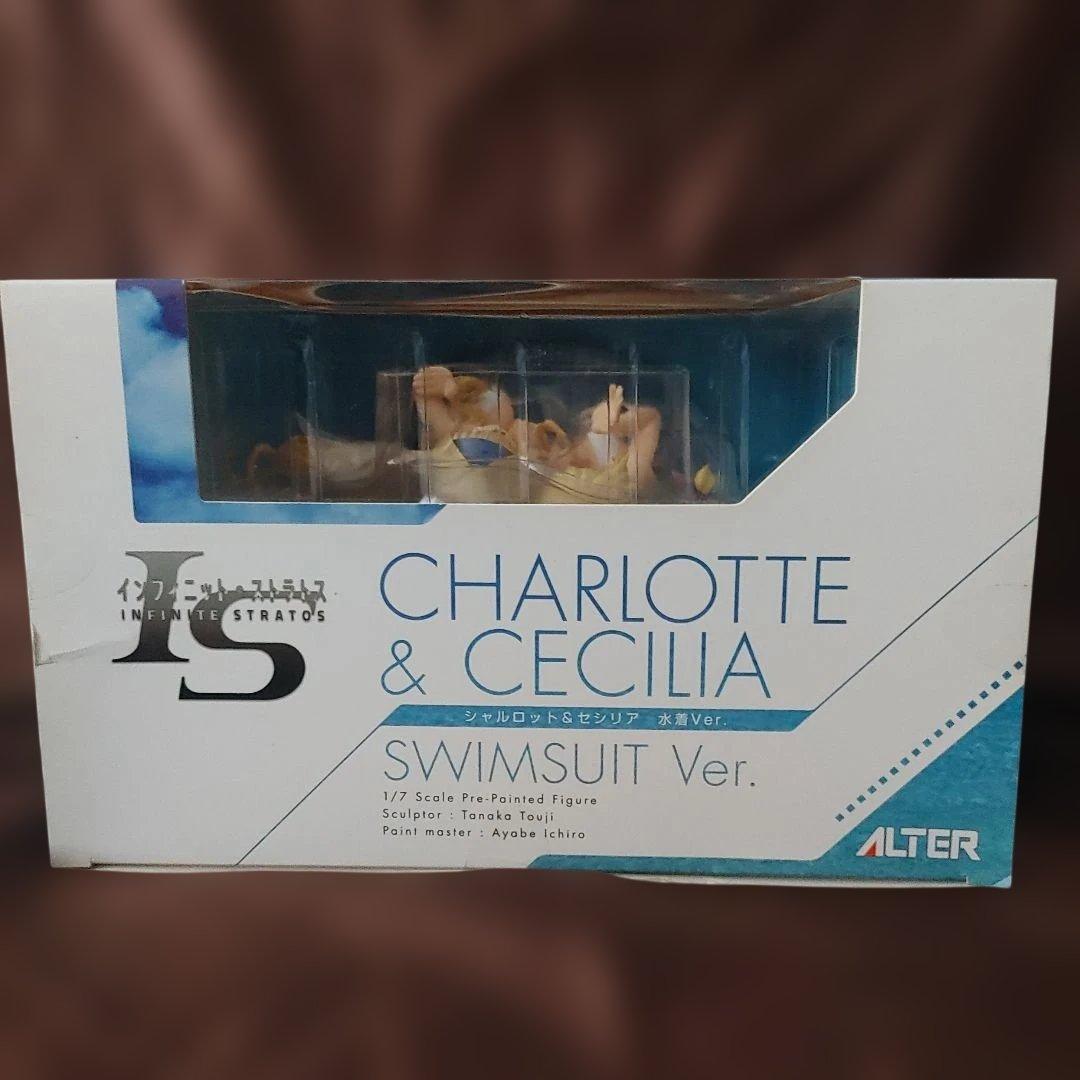 IS
インフィニット・ストラトス
INFINITE STRATOS
CHARLOTTE
& CECILIA
シャルロット&セシリア 水着Ver.
SWIMSUIT Ver.
1/7 Scale Pre-Painted Figure
Sculptor : Tanaka Touji
Paint master : Ayabe Ichiro
ALTER